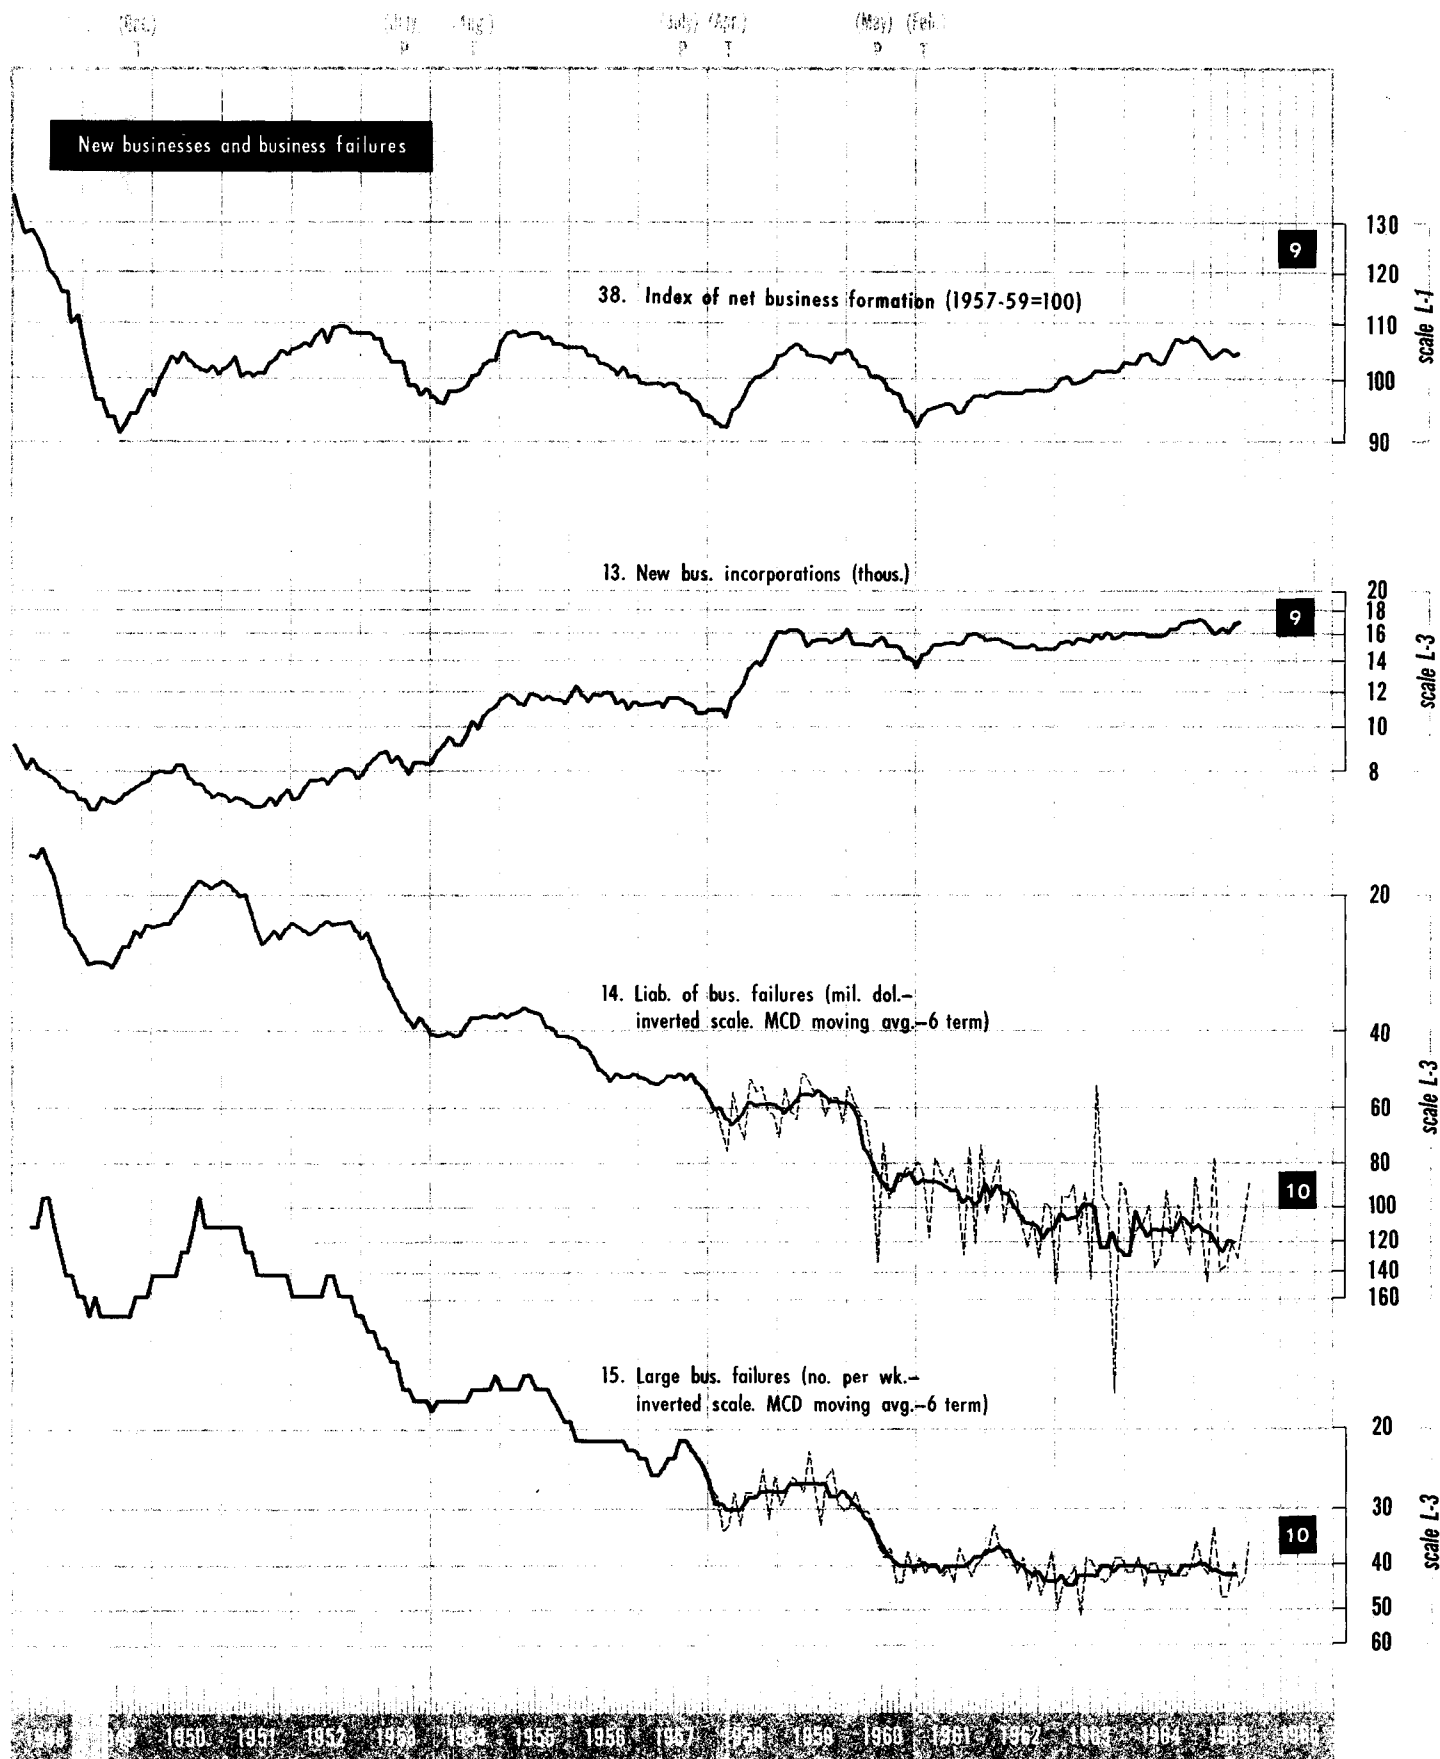 (July) (Apr.) (May) (Feb.)
T P T P T P T
New businesses and business failures
130
9
120
38. Index of net business formation (1957-59=100)
110
scale L-1
100
90
13. New bus. incorporations (thous.)
20
18
9
16
14
scale L-3
12
10
8
20
14. Liab. of bus. failures (mil. dol.–
inverted scale. MCD moving avg.–6 term)
40
60
scale L-3
80
10
100
120
140
160
15. Large bus. failures (no. per wk.–
inverted scale. MCD moving avg.–6 term)
20
30
scale L-3
10
40
50
60
1950 1951 1952 1953 1954 1955 1956 1957 1958 1959 1960 1961 1962 1963 1964 1965 1966